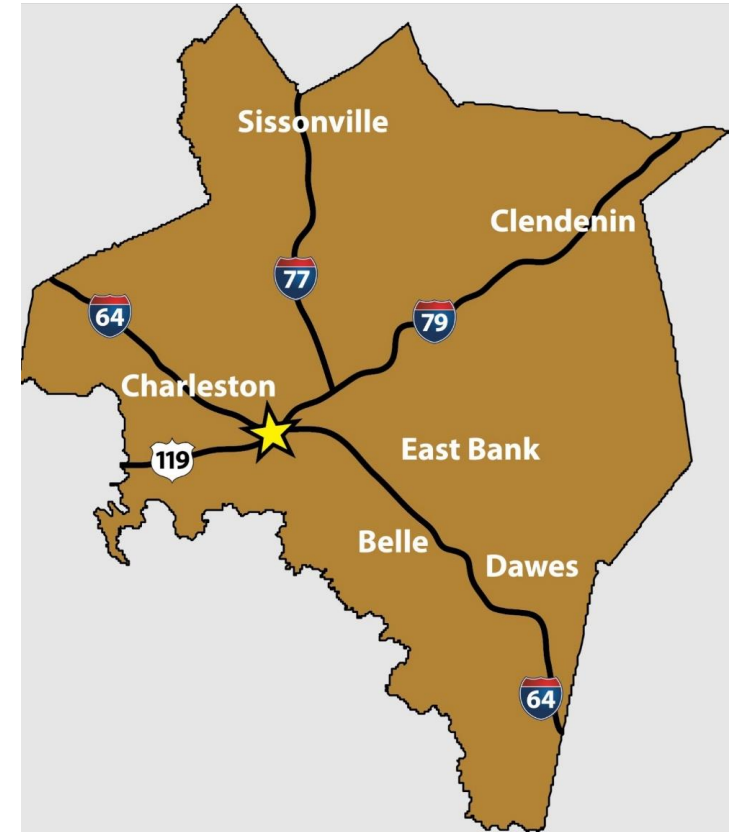 Sissonville
Clendenin
77
64
79
Charleston
East Bank
119
Belle
Dawes
64